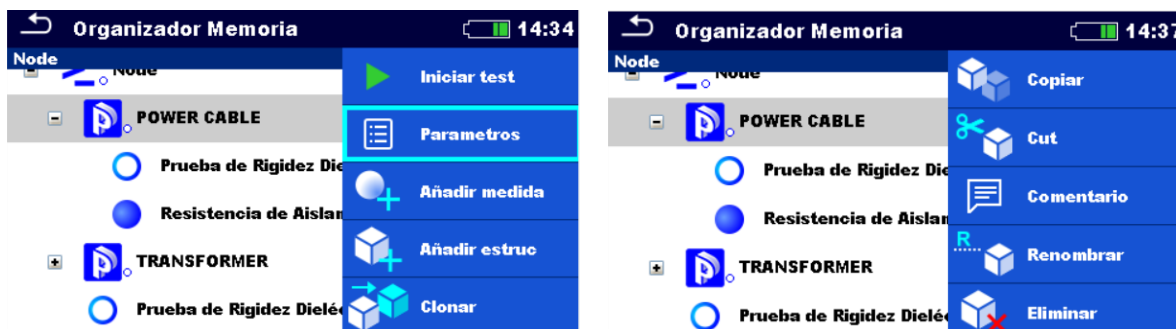 Organizador Memoria 14:34
Node
Node
POWER CABLE
Prueba de Rigidez Die
Resistencia de Aislan
TRANSFORMER
Prueba de Rigidez Dieléc
Iniciar test
Parametros
Añadir medida
Añadir estruc
Clonar
Organizador Memoria 14:37
Node
Node
POWER CABLE
Prueba de Rigidez Die
Resistencia de Aislan
TRANSFORMER
Prueba de Rigidez Dieléc
Copiar
Cut
Comentario
R
Renombrar
Eliminar